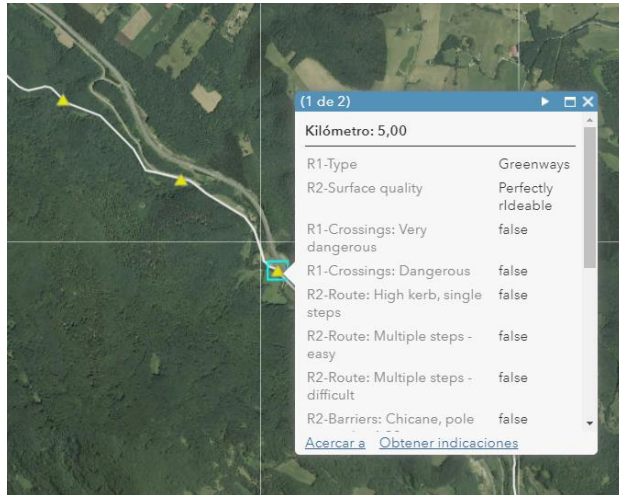 (1 de 2)
Kilómetro: 5,00
R1-Type Greenways
R2-Surface quality Perfectly
rIdeable
R1-Crossings: Very false
dangerous
R1-Crossings: Dangerous false
R2-Route: High kerb, single false
steps
R2-Route: Multiple steps - false
easy
R2-Route: Multiple steps - false
difficult
R2-Barriers: Chicane, pole false
Acercar a Obtener indicaciones